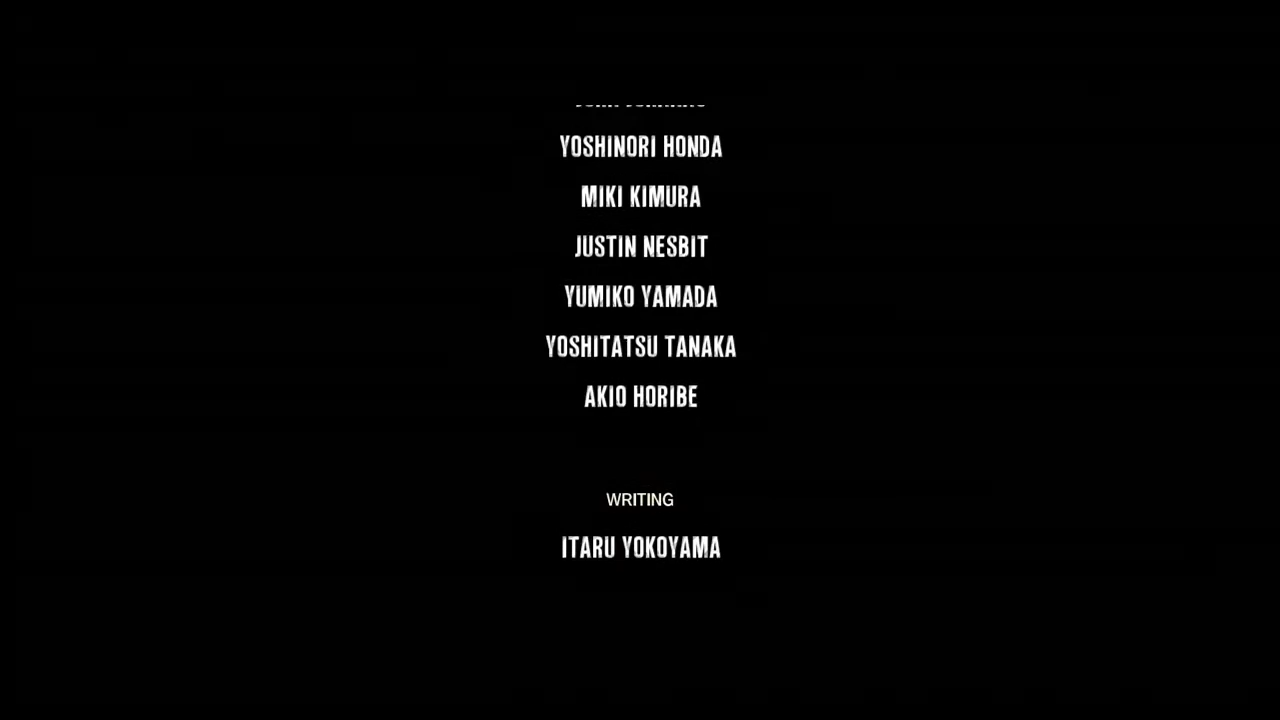 YOSHINORI HONDA
MIKI KIMURA
JUSTIN NESBIT
YUMIKO YAMADA
YOSHITATSU TANAKA
AKIO HORIBE
WRITING
ITARU YOKOYAMA